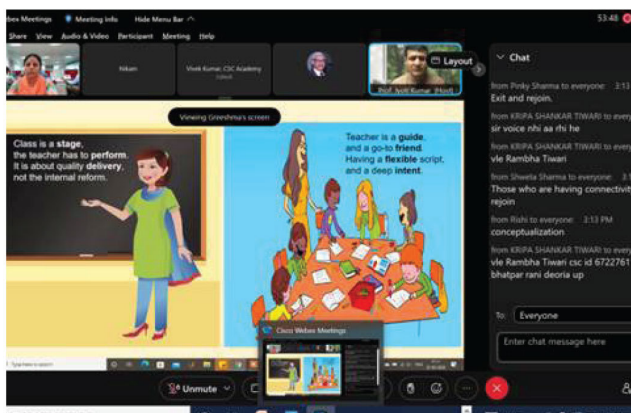 ebex Meetings Meeting Info Hide Menu Bar 53:48
Share View Audio & Video Participant Meeting Help
Nikam
Vivek Kumar, CSC Academy
Layout
Prof. Jyoti Kumar (Host)
Viewing Greeshma's screen
Class is a stage,
the teacher has to perform.
It is about quality delivery,
not the internal reform.
Teacher is a guide,
and a go-to friend.
Having a flexible script,
and a deep intent.
Cisco Webex Meetings
Unmute
Chat
from Pinky Sharma to everyone: 3:13
Exit and rejoin.
from KRIPA SHANKAR TIWARI to every
sir voice nhi aa rhi he
from KRIPA SHANKAR TIWARI to every
vle Rambha Tiwari
from Shwela Sharma to everyone: 3:1
Those who are having connectivit
rejoin
from Rishi to everyone: 3:13 PM
conceptualization
from KRIPA SHANKAR TIWARI to every
vle Rambha Tiwari csc id 6722761
bhatpar rani deoria up
To: Everyone
Enter chat message here